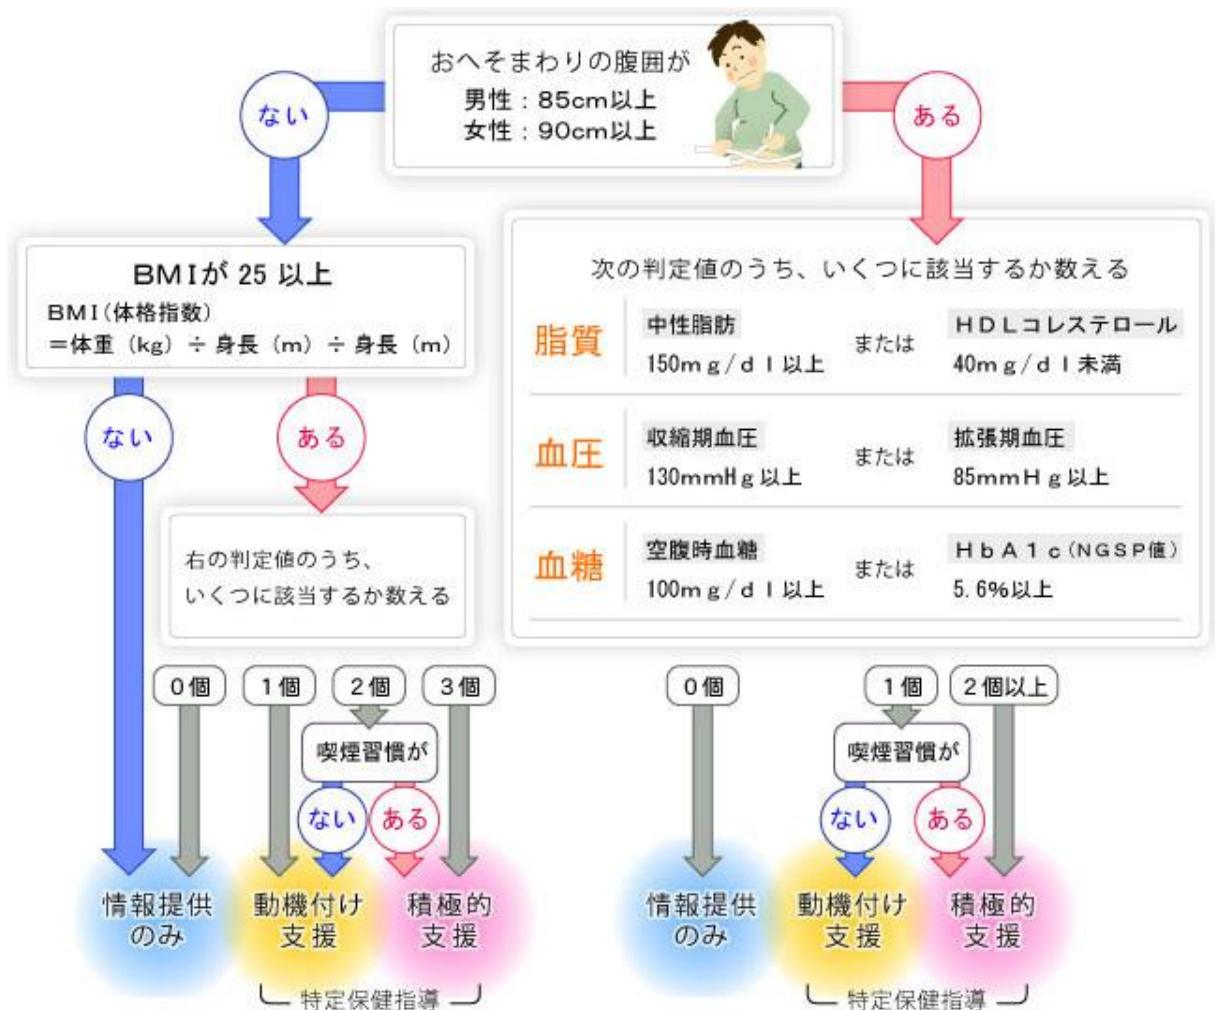 おへそまわりの腹囲が
男性：85cm以上
女性：90cm以上
ない
ある
BMIが 25 以上
BMI（体格指数）
＝体重（kg）÷ 身長（m）÷ 身長（m）
ない
ある
右の判定値のうち、
いくつに該当するか数える
次の判定値のうち、いくつに該当するか数える
脂質
中性脂肪
150mg/dl以上
または
HDLコレステロール
40mg/dl未満
血圧
収縮期血圧
130mmHg以上
または
拡張期血圧
85mmHg以上
血糖
空腹時血糖
100mg/dl以上
または
HbA1c（NGSP値）
5.6%以上
0個
1個
2個
3個
喫煙習慣が
ない
ある
情報提供
のみ
動機付け
支援
積極的
支援
特定保健指導
0個
1個
2個以上
喫煙習慣が
ない
ある
情報提供
のみ
動機付け
支援
積極的
支援
特定保健指導